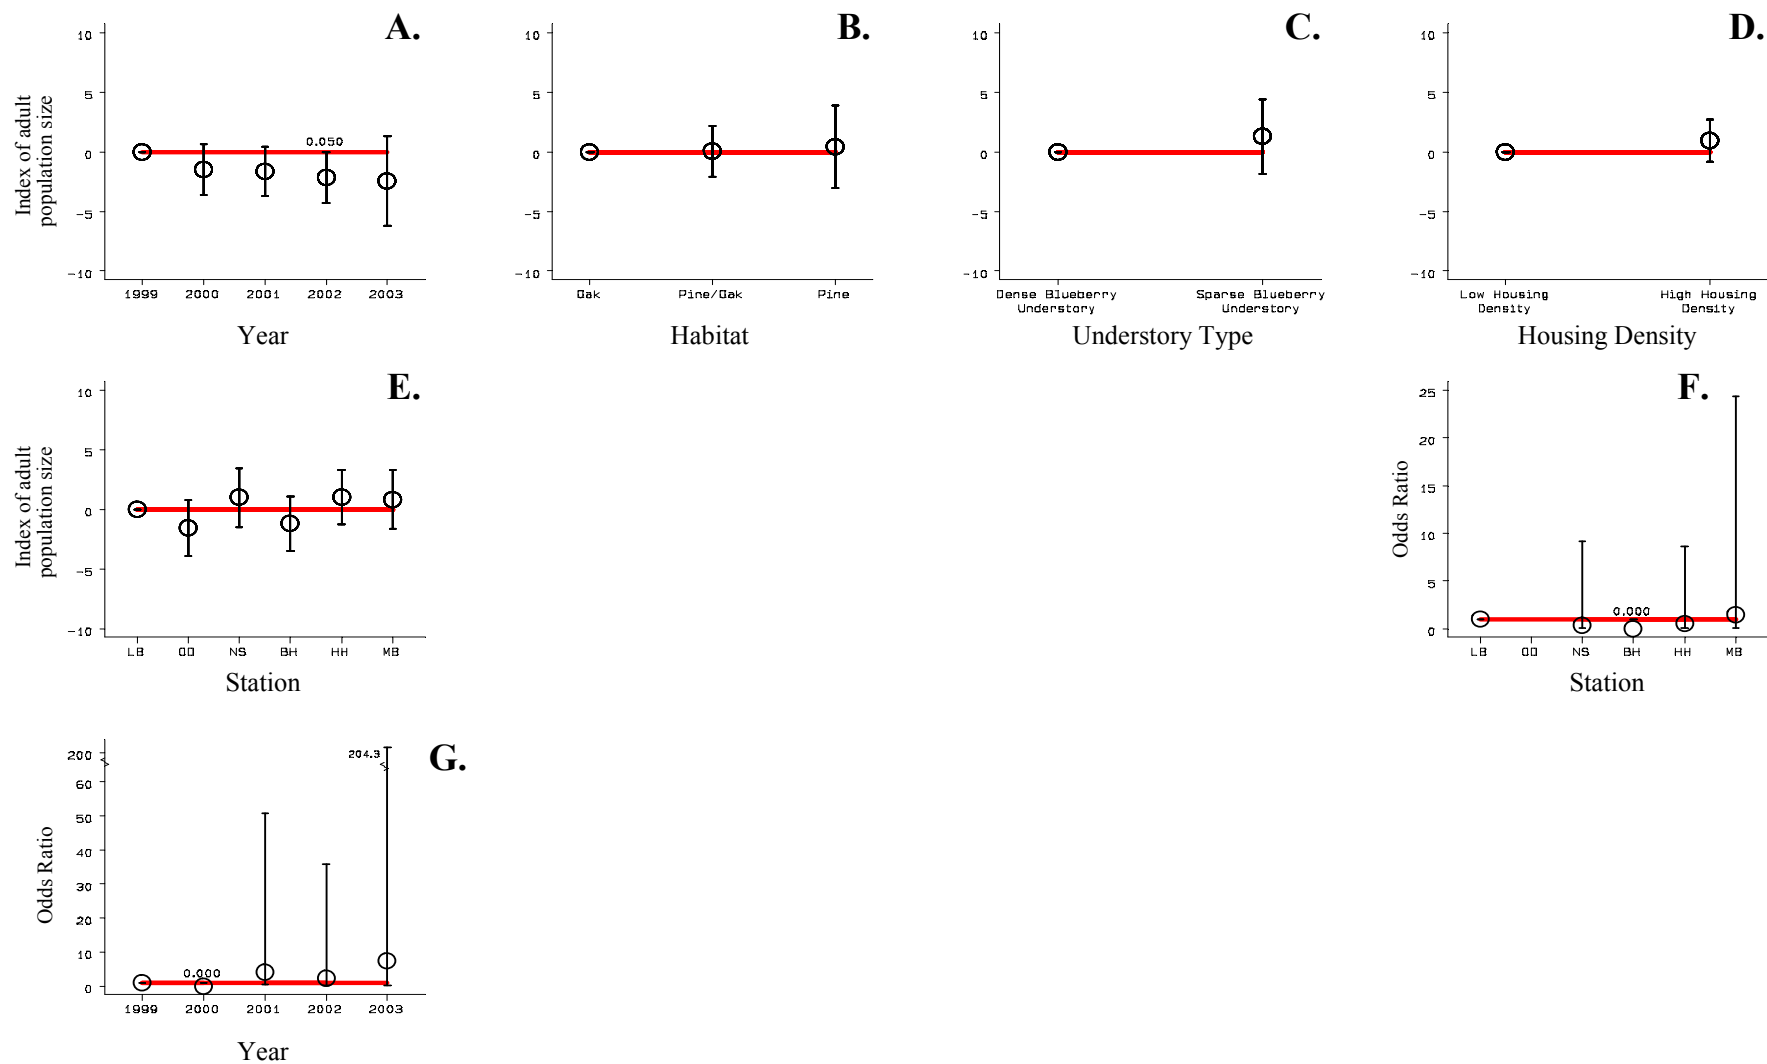 A.
10
5
0
-5
-10
0.050
1999 2000 2001 2002 2003
Year
Index of adult
population size
B.
10
5
0
-5
-10
Oak Pine/Oak Pine
Habitat
C.
10
5
0
-5
-10
Dense Blueberry Sparse Blueberry
Understory Understory
Understory Type
D.
10
5
0
-5
-10
Low Housing High Housing
Density Density
Housing Density
E.
10
5
0
-5
-10
LB OO NS BH HH MB
Station
Index of adult
population size
F.
25
20
15
10
5
0
0.000
LB OO NS BH HH MB
Station
Odds Ratio
G.
200
204.3
60
50
40
30
20
10
0
0.000
1999 2000 2001 2002 2003
Year
Odds Ratio